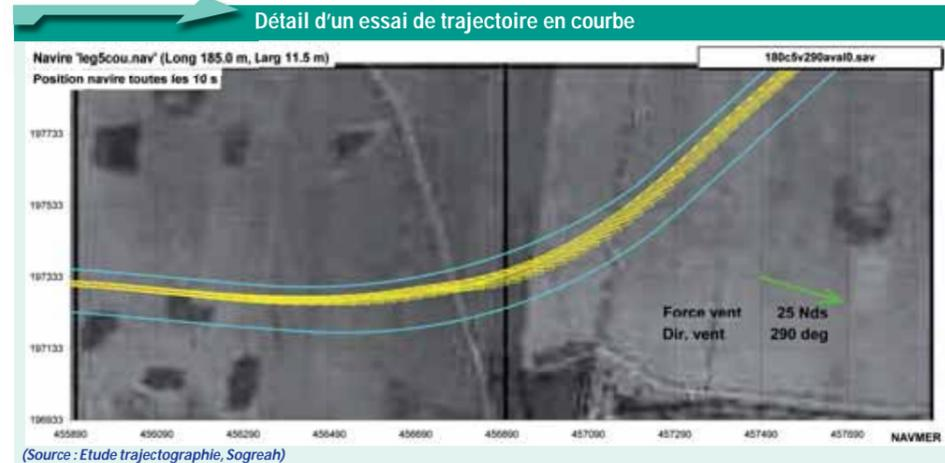 Détail d'un essai de trajectoire en courbe
Navire 'leg5cou.nav' (Long 185.0 m, Larg 11.5 m)
180c5v290aval0.sav
Position navire toutes les 10 s
197733
197533
197333
Force vent 25 Nds
Dir. vent 290 deg
197133
196933
455890 456090 456290 456490 456690 456890 457090 457290 457490 457690 NAVMER
(Source : Etude trajectographie, Sogreah)